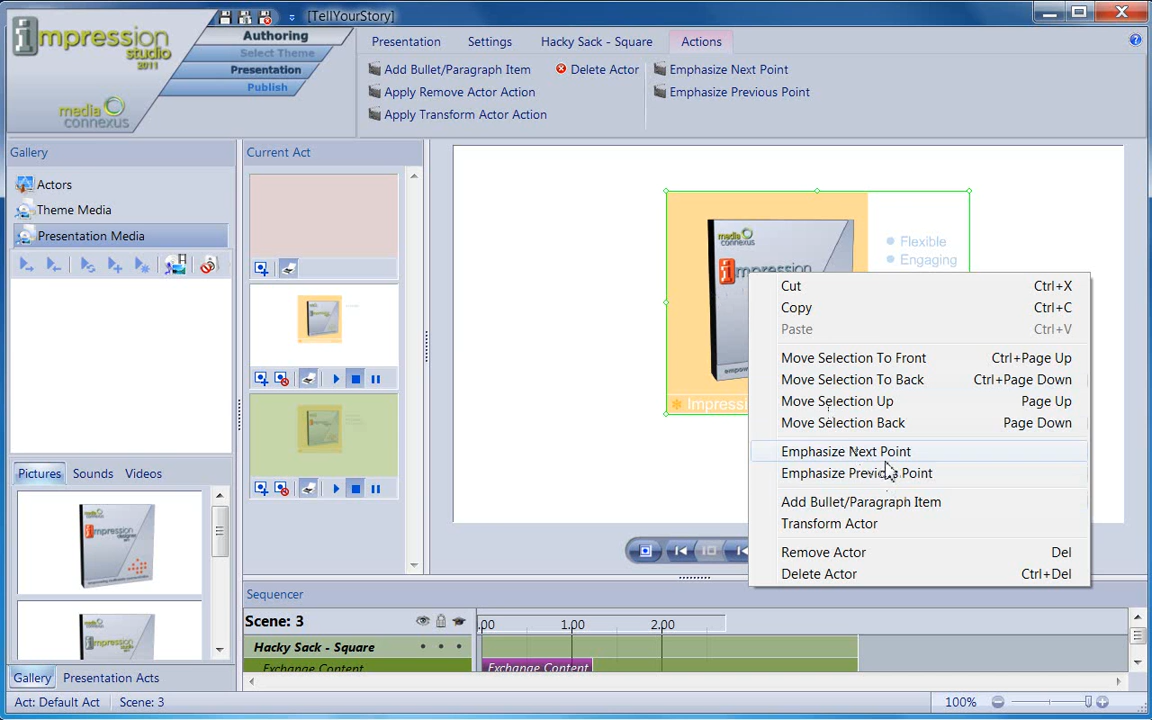 [TellYourStory]
impression
studio
2011
media
connexus
Authoring
Select Theme
Presentation
Publish
Presentation
Settings
Hacky Sack - Square
Actions
Add Bullet/Paragraph Item
Delete Actor
Apply Remove Actor Action
Apply Transform Actor Action
Emphasize Next Point
Emphasize Previous Point
Gallery
Actors
Theme Media
Presentation Media
Pictures
Sounds
Videos
Gallery
Presentation Acts
Current Act
media
connexus
impression
Flexible
Engaging
Impressi
Cut Ctrl+X
Copy Ctrl+C
Paste Ctrl+V
Move Selection To Front Ctrl+Page Up
Move Selection To Back Ctrl+Page Down
Move Selection Up Page Up
Move Selection Back Page Down
Emphasize Next Point
Emphasize Previous Point
Add Bullet/Paragraph Item
Transform Actor
Remove Actor Del
Delete Actor Ctrl+Del
Sequencer
Scene: 3
,00 1,00 2,00
Hacky Sack - Square
Exchange Content
Exchange Content
Act: Default Act Scene: 3
100%